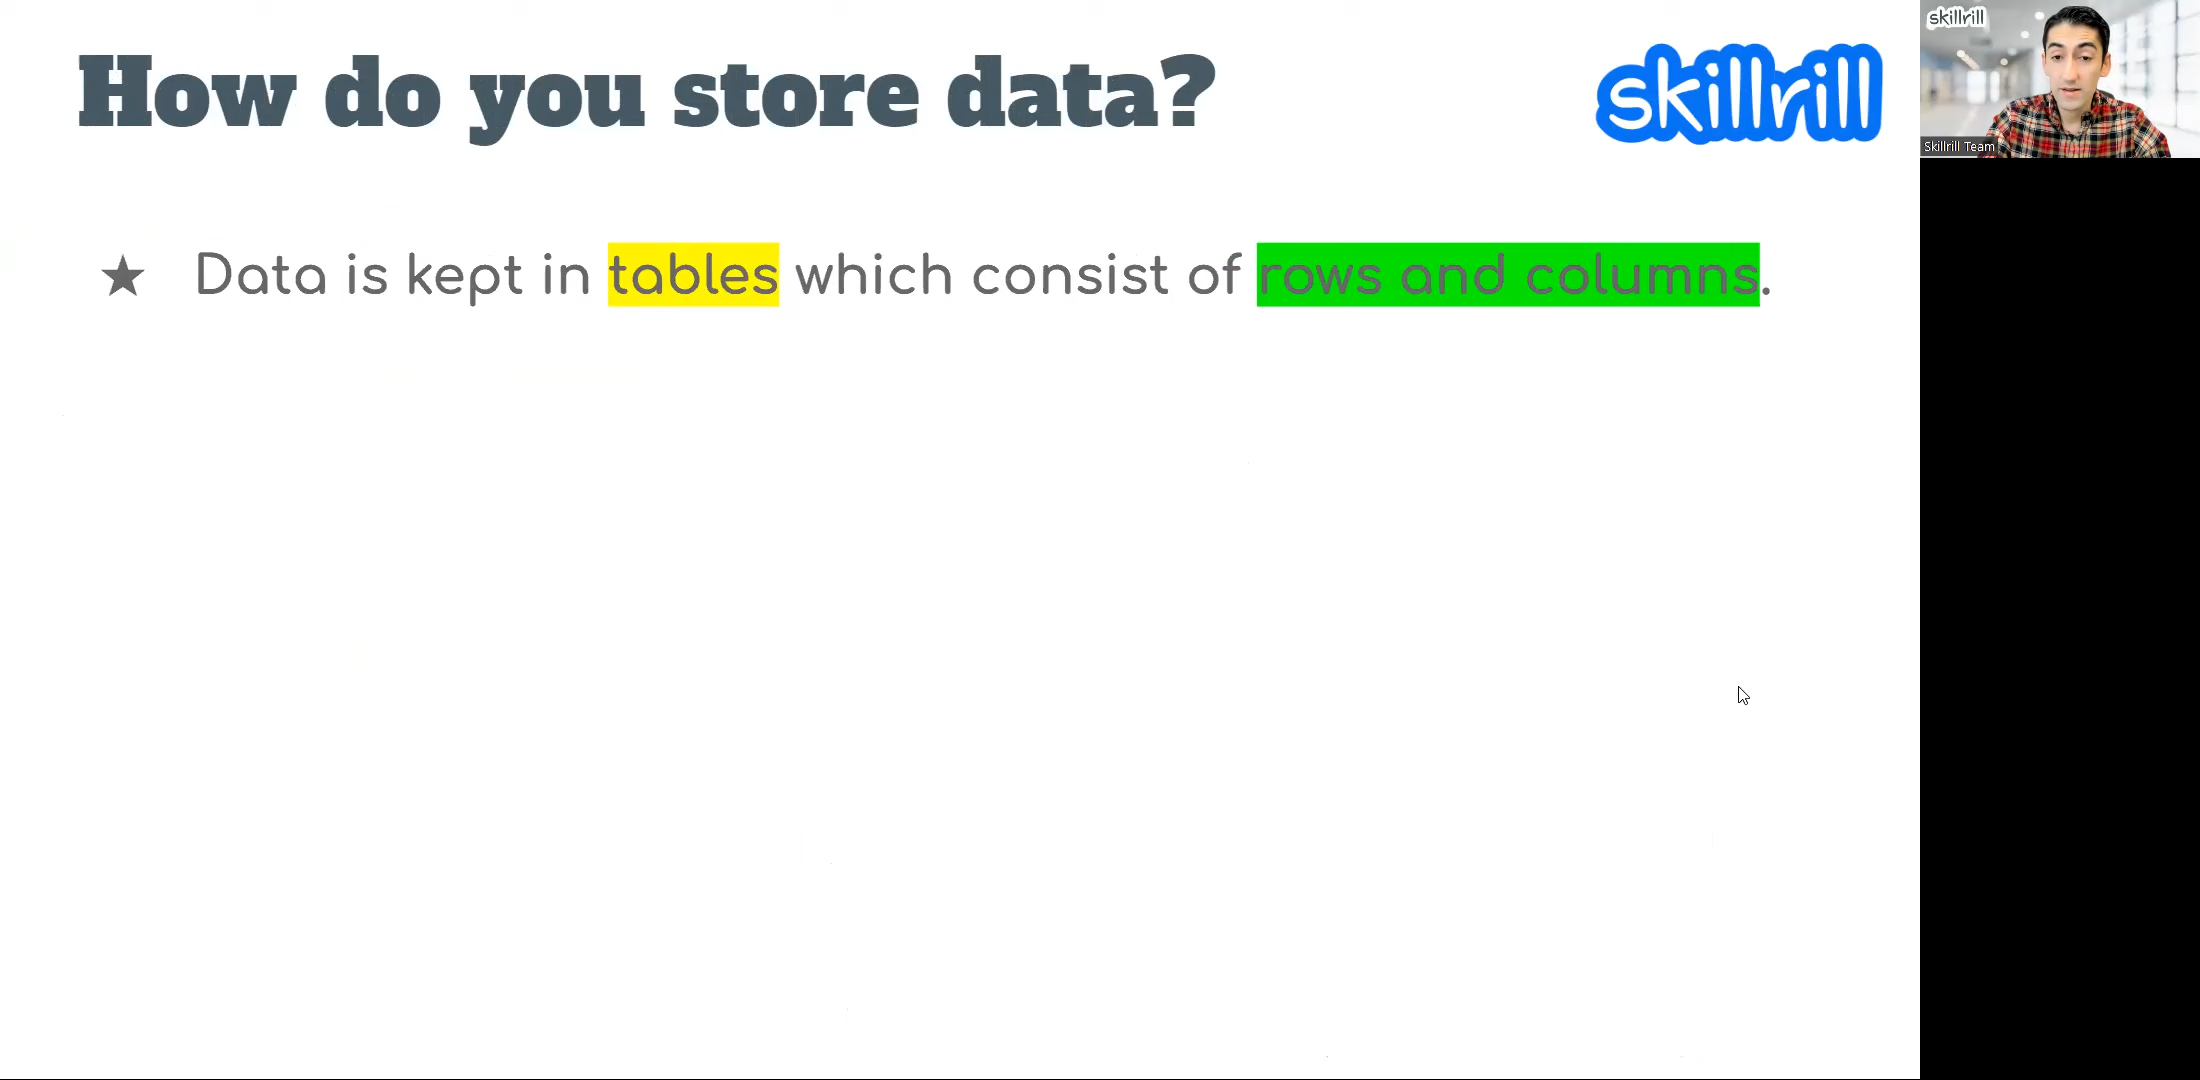 How do you store data?
skillrill
skillrill
Skillrill Team
★ Data is kept in tables which consist of rows and columns.